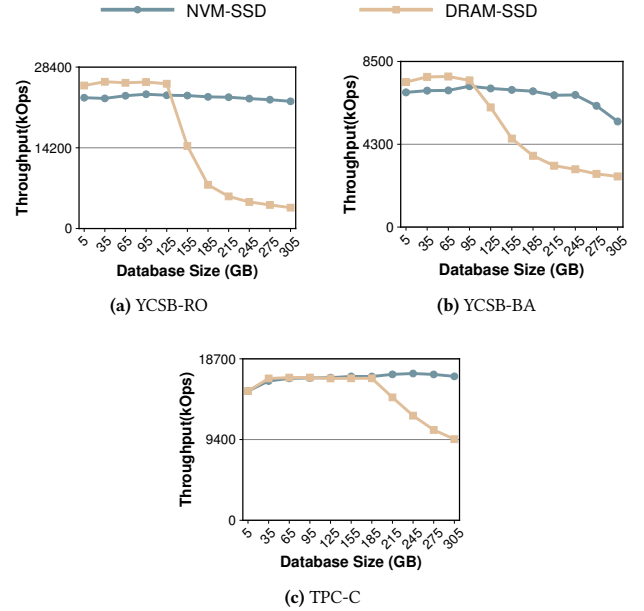 NVM-SSD DRAM-SSD
28400
14200
0
Throughput(kOps)
5 35 65 95 125 155 185 215 245 275 305
Database Size (GB)
(a) YCSB-RO
8500
4300
0
Throughput(kOps)
5 35 65 95 125 155 185 215 245 275 305
Database Size (GB)
(b) YCSB-BA
18700
9400
0
Throughput(kOps)
5 35 65 95 125 155 185 215 245 275 305
Database Size (GB)
(c) TPC-C